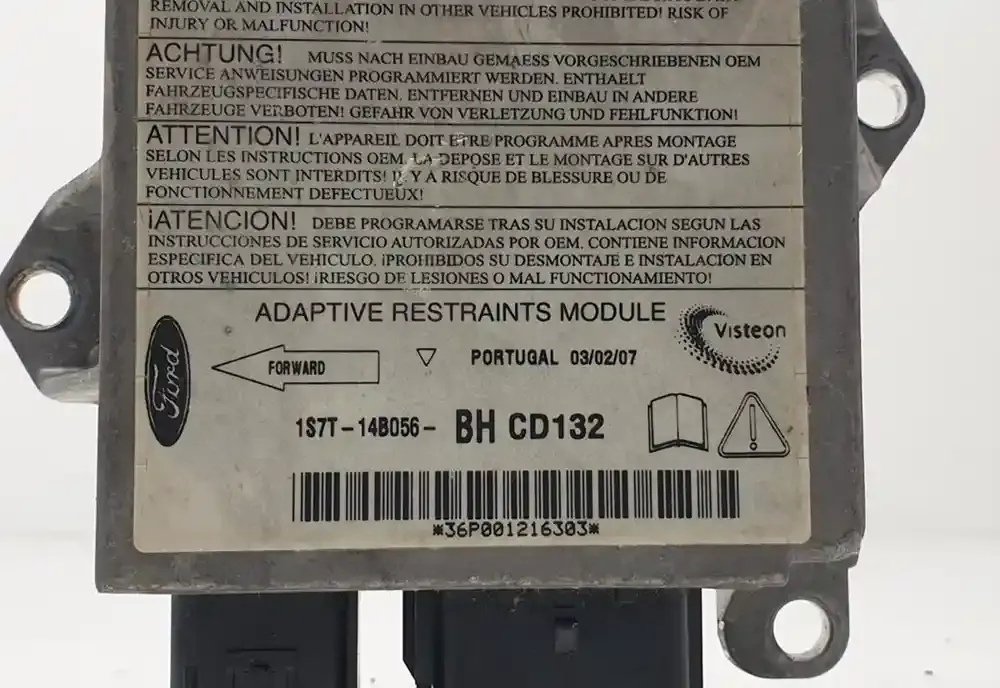 REMOVAL AND INSTALLATION IN OTHER VEHICLES PROHIBITED! RISK OF
INJURY OR MALFUNCTION!
ACHTUNG! MUSS NACH EINBAU GEMAESS VORGESCHRIEBENEN OEM
SERVICE ANWEISUNGEN PROGRAMMIERT WERDEN. ENTHAELT
FAHRZEUGSPECIFISCHE DATEN. ENTFERNEN UND EINBAU IN ANDERE
FAHRZEUGE VERBOTEN! GEFAHR VON VERLETZUNG UND FEHLFUNKTION!
ATTENTION! L'APPAREIL DOIT ETRE PROGRAMME APRES MONTAGE
SELON LES INSTRUCTIONS OEM. LA DEPOSE ET LE MONTAGE SUR D'AUTRES
VEHICULES SONT INTERDITS! IL Y A RISQUE DE BLESSURE OU DE
FONCTIONNEMENT DEFECTUEUX!
¡ATENCION! DEBE PROGRAMARSE TRAS SU INSTALACION SEGUN LAS
INSTRUCCIONES DE SERVICIO AUTORIZADAS POR OEM. CONTIENE INFORMACION
ESPECIFICA DEL VEHICULO. ¡PROHIBIDOS SU DESMONTAJE E INSTALACION EN
OTROS VEHICULOS! ¡RIESGO DE LESIONES O MAL FUNCIONAMIENTO!
ADAPTIVE RESTRAINTS MODULE
Visteon
Ford
FORWARD
PORTUGAL 03/02/07
1S7T-14B056- BH CD132
*36P001216303*